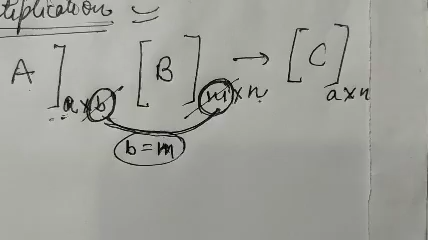 tiplication
A]a×b [B]m×n → [C]a×n
b=m